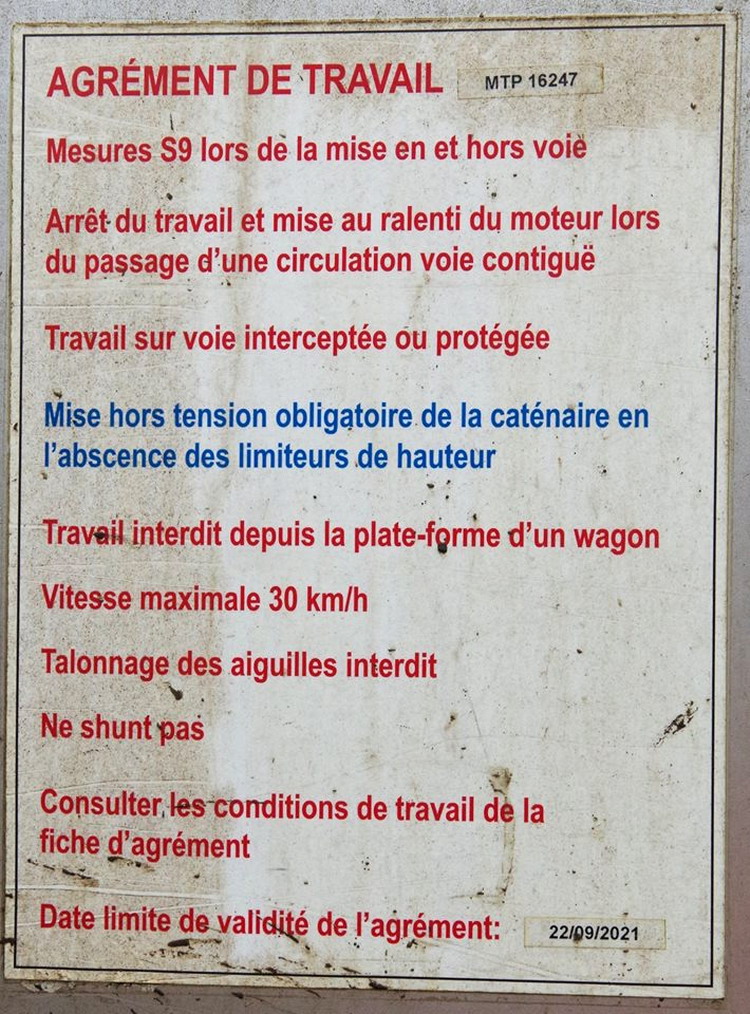 AGRÉMENT DE TRAVAIL MTP 16247
Mesures S9 lors de la mise en et hors voie
Arrêt du travail et mise au ralenti du moteur lors
du passage d'une circulation voie contiguë
Travail sur voie interceptée ou protégée
Mise hors tension obligatoire de la caténaire en
l'abscence des limiteurs de hauteur
Travail interdit depuis la plate-forme d'un wagon
Vitesse maximale 30 km/h
Talonnage des aiguilles interdit
Ne shunt pas
Consulter les conditions de travail de la
fiche d'agrément
Date limite de validité de l'agrément: 22/09/2021